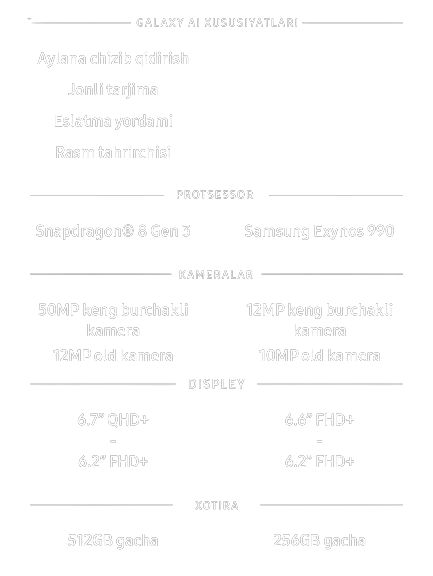 GALAXY AI XUSUSIYATLARI
Aylana chizib qidirish
Jonli tarjima
Eslatma yordami
Rasm tahrirchisi
PROTSESSOR
Snapdragon® 8 Gen 3
Samsung Exynos 990
KAMERALAR
50MP keng burchakli
kamera
12MP old kamera
12MP keng burchakli
kamera
10MP old kamera
DISPLEY
6.7” QHD+
-
6.2” FHD+
6.6” FHD+
-
6.2” FHD+
XOTIRA
512GB gacha
256GB gacha